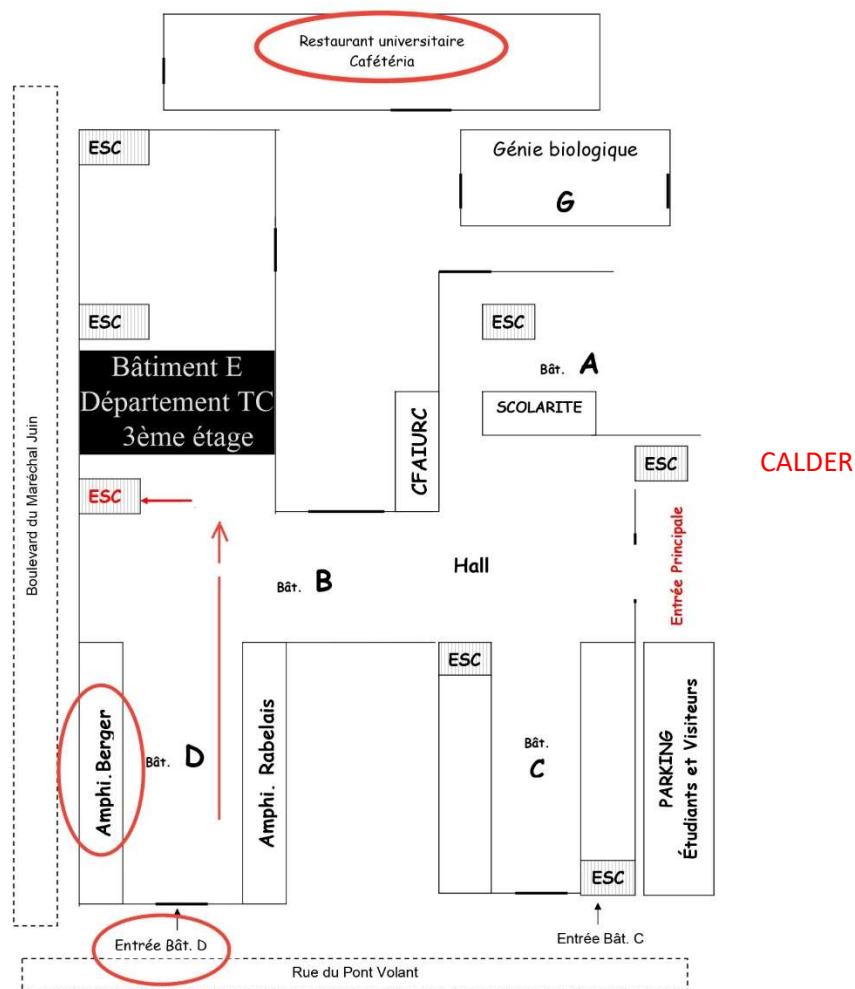 Restaurant universitaire
Cafétéria
ESC
Génie biologique
G
ESC
ESC
Bât. A
Bâtiment E
Département TC
3ème étage
SCOLARITE
CFAIURC
ESC
CALDER
ESC
Boulevard du Maréchal Juin
Entrée Principale
Hall
Bât. B
ESC
Amphi. Berger
Bât. D
Amphi. Rabelais
Bât.
C
PARKING
Étudiants et Visiteurs
ESC
Entrée Bât. D
Entrée Bât. C
Rue du Pont Volant